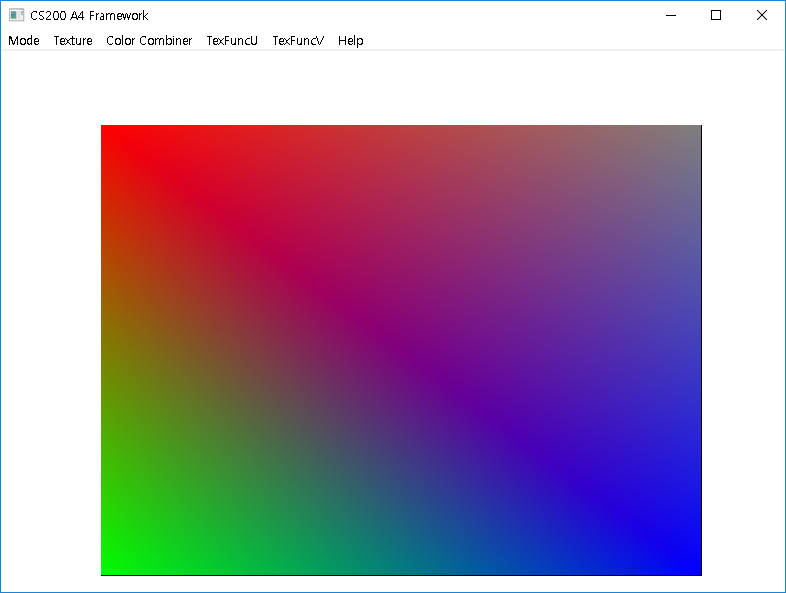 CS200 A4 Framework
Mode Texture Color Combiner TexFuncU TexFuncV Help